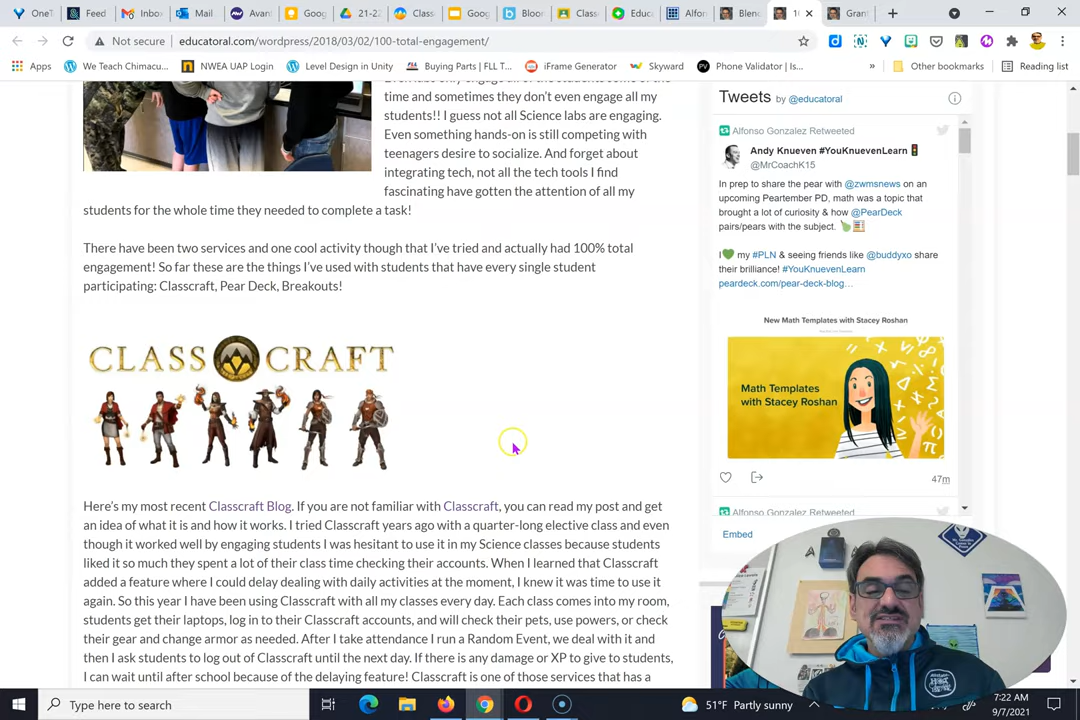 OneT
Feed
Inbo
Mail
Avant
Goog
21-22
Class
Goog
Bloon
Class
Educa
Alfon
Blenc
10
Grant
Not secure
educatoral.com/wordpress/2018/03/02/100-total-engagement/
Apps
We Teach Chimacu...
NWEA UAP Login
Level Design in Unity
Buying Parts | FLL T...
iFrame Generator
Skyward
Phone Validator | Is...
»
Other bookmarks
Reading list
time and sometimes they don't even engage all my
students!! I guess not all Science labs are engaging.
Even something hands-on is still competing with
teenagers desire to socialize. And forget about
integrating tech, not all the tech tools I find
fascinating have gotten the attention of all my
students for the whole time they needed to complete a task!
There have been two services and one cool activity though that I've tried and actually had 100% total
engagement! So far these are the things I've used with students that have every single student
participating: Classcraft, Pear Deck, Breakouts!
CLASS CRAFT
Here's my most recent Classcraft Blog. If you are not familiar with Classcraft, you can read my post and get
an idea of what it is and how it works. I tried Classcraft years ago with a quarter-long elective class and even
though it worked well by engaging students I was hesitant to use it in my Science classes because students
liked it so much they spent a lot of their class time checking their accounts. When I learned that Classcraft
added a feature where I could delay dealing with daily activities at the moment, I knew it was time to use it
again. So this year I have been using Classcraft with all my classes every day. Each class comes into my room,
students get their laptops, log in to their Classcraft accounts, and will check their pets, use powers, or check
their gear and change armor as needed. After I take attendance I run a Random Event, we deal with it and
then I ask students to log out of Classcraft until the next day. If there is any damage or XP to give to students,
I can wait until after school because of the delaying feature! Classcraft is one of those services that has a
Tweets by @educatoral
Alfonso Gonzalez Retweeted
Andy Knueven #YouKnuevenLearn
@MrCoachK15
In prep to share the pear with @zwmsnews on an
upcoming Peartember PD, math was a topic that
brought a lot of curiosity & how @PearDeck
pairs/pears with the subject.
I my #PLN & seeing friends like @buddyxo share
their brilliance! #YouKnuevenLearn
peardeck.com/pear-deck-blog…
New Math Templates with Stacey Roshan
Math Templates
with Stacey Roshan
47m
Alfonso Gonzalez Retweeted
Embed
Type here to search
51°F Partly sunny
7:22 AM
9/7/2021